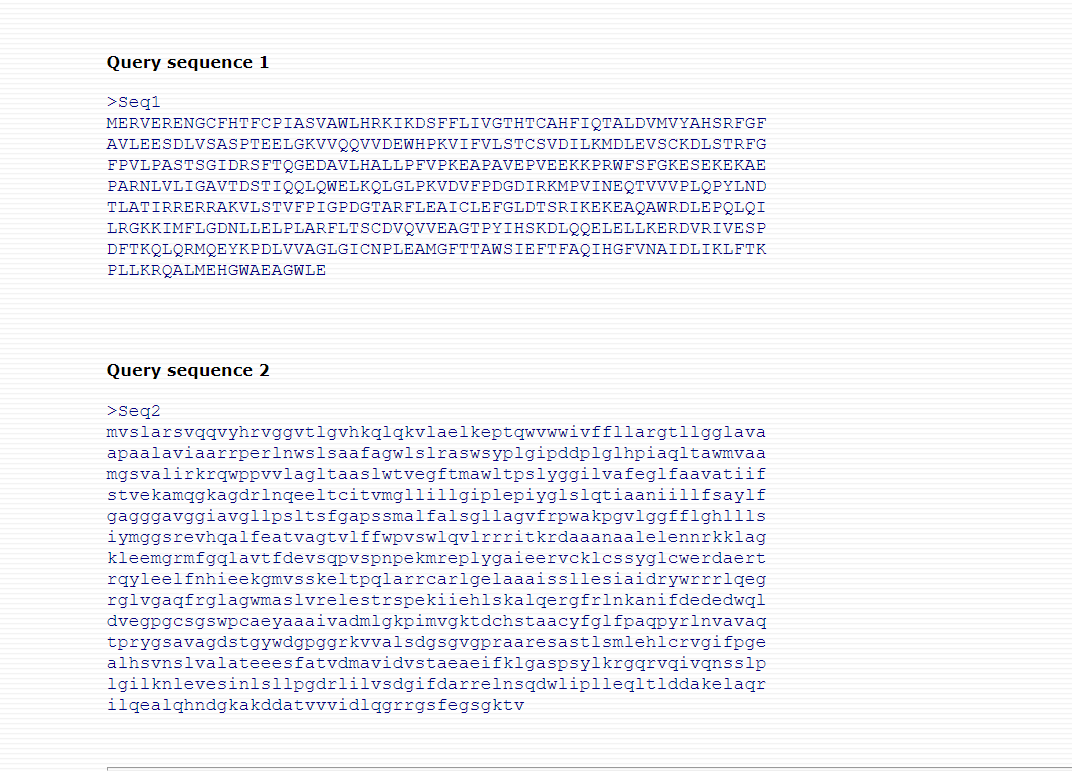 Query sequence 1
>Seq1
MERVERENGCFHTFCPIASVAWLHRKIKDSFFLIVGTHTCAHFIQTALDVMVYAHSRFGF
AVLEESDLVSASPTEELGKVVQQVVDEWHPKVIFVLSTCSVDILKMDLEVSCKDLSTRFG
FPVLPASTSGIDRSFTQGEDAVLHALLPFVPKEAPAVEPVEEKKPRWFSFGKESEKEKAE
PARNLVLIGAVTDSTIQQLQWELKQLGLPKVDVFPDGDIRKMPVINEQTVVVPLQPYLND
TLATIRRERRAKVLSTVFPIGPDGTARFLEAICLEFGLDTSRIKEKEAQAWRDLEPQLQI
LRGKKIMFLGDNLLELPLARFLTSCDVQVVEAGTPYIHSKDLQQELELLKERDVRIVESP
DFTKQLQRMQEYKPDLVVAGLGICNPLEAMGFTTAWSIEFTFAQIHGFVNAIDLIKLFTK
PLLKRQALMEHGWAEAGWLE
Query sequence 2
>Seq2
mvslarsvqqvyhrvggvtlgvhkqlqkvlaelkeptqwvwwivffllargtllgglava
apaalaviaarrperlnwslsaafagwlslraswsyplgipddplglhpiaqltawmvaa
mgsvalirkrqwppvvlagltaaslwtvegftmawltpslyggilvafeglfaavatiif
stvekamqgkagdrlnqeeltcitvmgllillgiplepiyglslqtiaaniillfsaylf
gagggavggiavgllpsltsfgapssmalfalsgllagvfrpwakpgvlggfflghllls
iymggsrevhqalfeatvagtvlffwpvswlqvlrrritkrdaaanaalelennrkklag
kleemgrmfgqlavtfdevsqpvspnpekmreplygaieervcklcssyglcwerdaert
rqyleelfnhieekgmvsskeltpqlarrcarlgelaaaissllesiaidrywrrrlqeg
rglvgaqfrglagwmaslvrelestrspekiiehlskalqergfrlnkanifdededwql
dvegpgcsgswpcaeyaaaivadmlgkpimvgktdchstaacyfglfpaqpyrlnvavaq
tprygsavagdstgywdgpggrkvvalsdgsgvgpraaresastlsmlehlcrvgifpge
alhsvnslvalateeesfatvdmavidvstaeaeifklgaspsylkrgqrvqivqnsslp
lgilknlevesinlsllpgdrlilvsdgifdarrelnsqdwliplleqltlddakelaqr
ilqealqhndgkakddatvvvidlqgrrgsfegsgktv